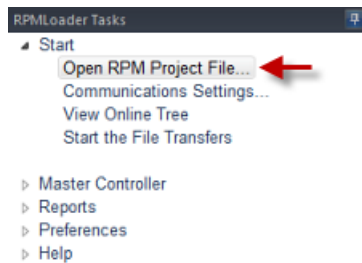 RPMLoader Tasks
Start
Open RPM Project File...
Communications Settings...
View Online Tree
Start the File Transfers
Master Controller
Reports
Preferences
Help